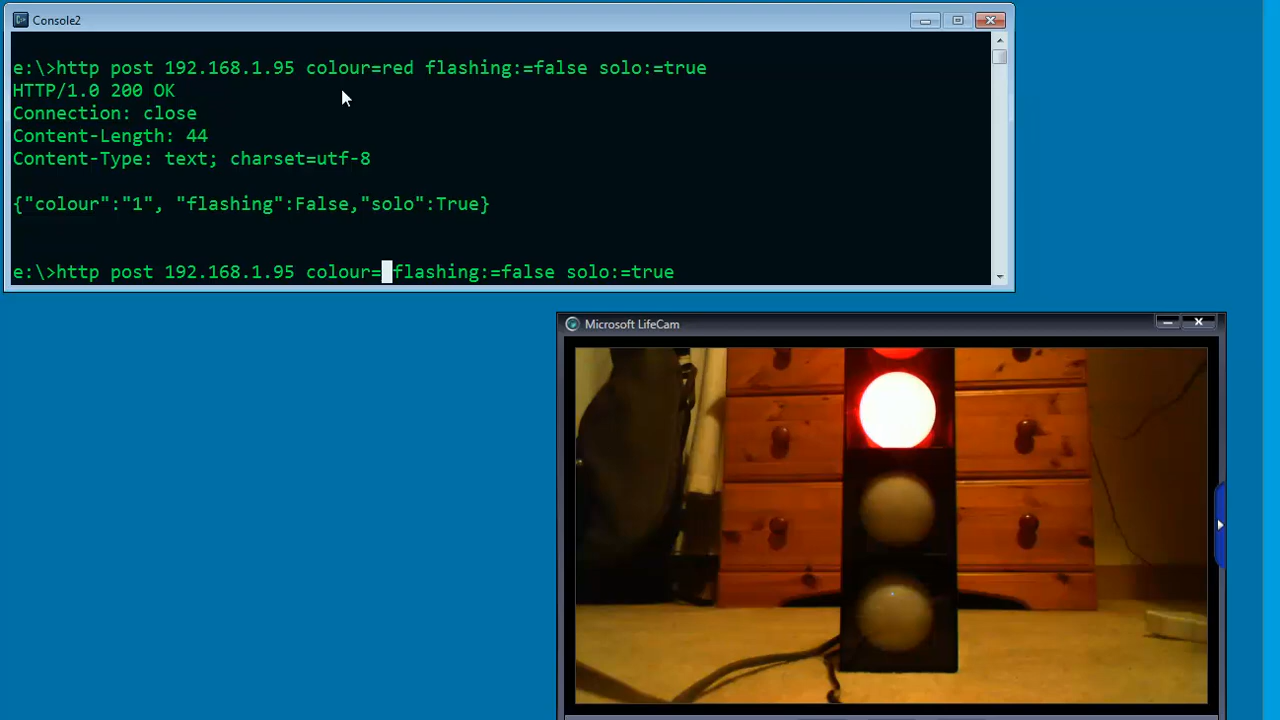 Console2
e:\>http post 192.168.1.95 colour=red flashing:=false solo:=true
HTTP/1.0 200 OK
Connection: close
Content-Length: 44
Content-Type: text; charset=utf-8
{"colour":"1", "flashing":False,"solo":True}
e:\>http post 192.168.1.95 colour= flashing:=false solo:=true
Microsoft LifeCam